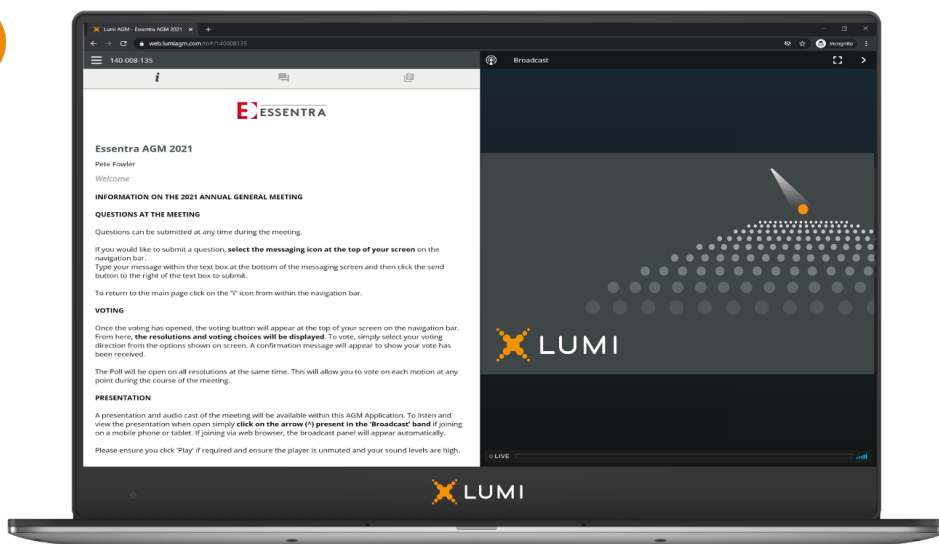 Lumi AGM - Essentra AGM 2021
web.lumiagm.com/m#/140008135
Incognito
140-008-135
Broadcast
i
ESSENTRA
Essentra AGM 2021
Pete Fowler
Welcome
INFORMATION ON THE 2021 ANNUAL GENERAL MEETING
QUESTIONS AT THE MEETING
Questions can be submitted at any time during the meeting.
If you would like to submit a question, select the messaging icon at the top of your screen on the
navigation bar.
Type your message within the text box at the bottom of the messaging screen and then click the send
button to the right of the text box to submit.
To return to the main page click on the "i" icon from within the navigation bar.
VOTING
Once the voting has opened, the voting button will appear at the top of your screen on the navigation bar.
From here, the resolutions and voting choices will be displayed. To vote, simply select your voting
direction from the options shown on screen. A confirmation message will appear to show your vote has
been received.
The Poll will be open on all resolutions at the same time. This will allow you to vote on each motion at any
point during the course of the meeting.
PRESENTATION
A presentation and audio cast of the meeting will be available within this AGM Application. To listen and
view the presentation when open simply click on the arrow (^) present in the 'Broadcast' band if joining
on a mobile phone or tablet. If joining via web browser, the broadcast panel will appear automatically.
Please ensure you click 'Play' if required and ensure the player is unmuted and your sound levels are high.
LUMI
LIVE
LUMI